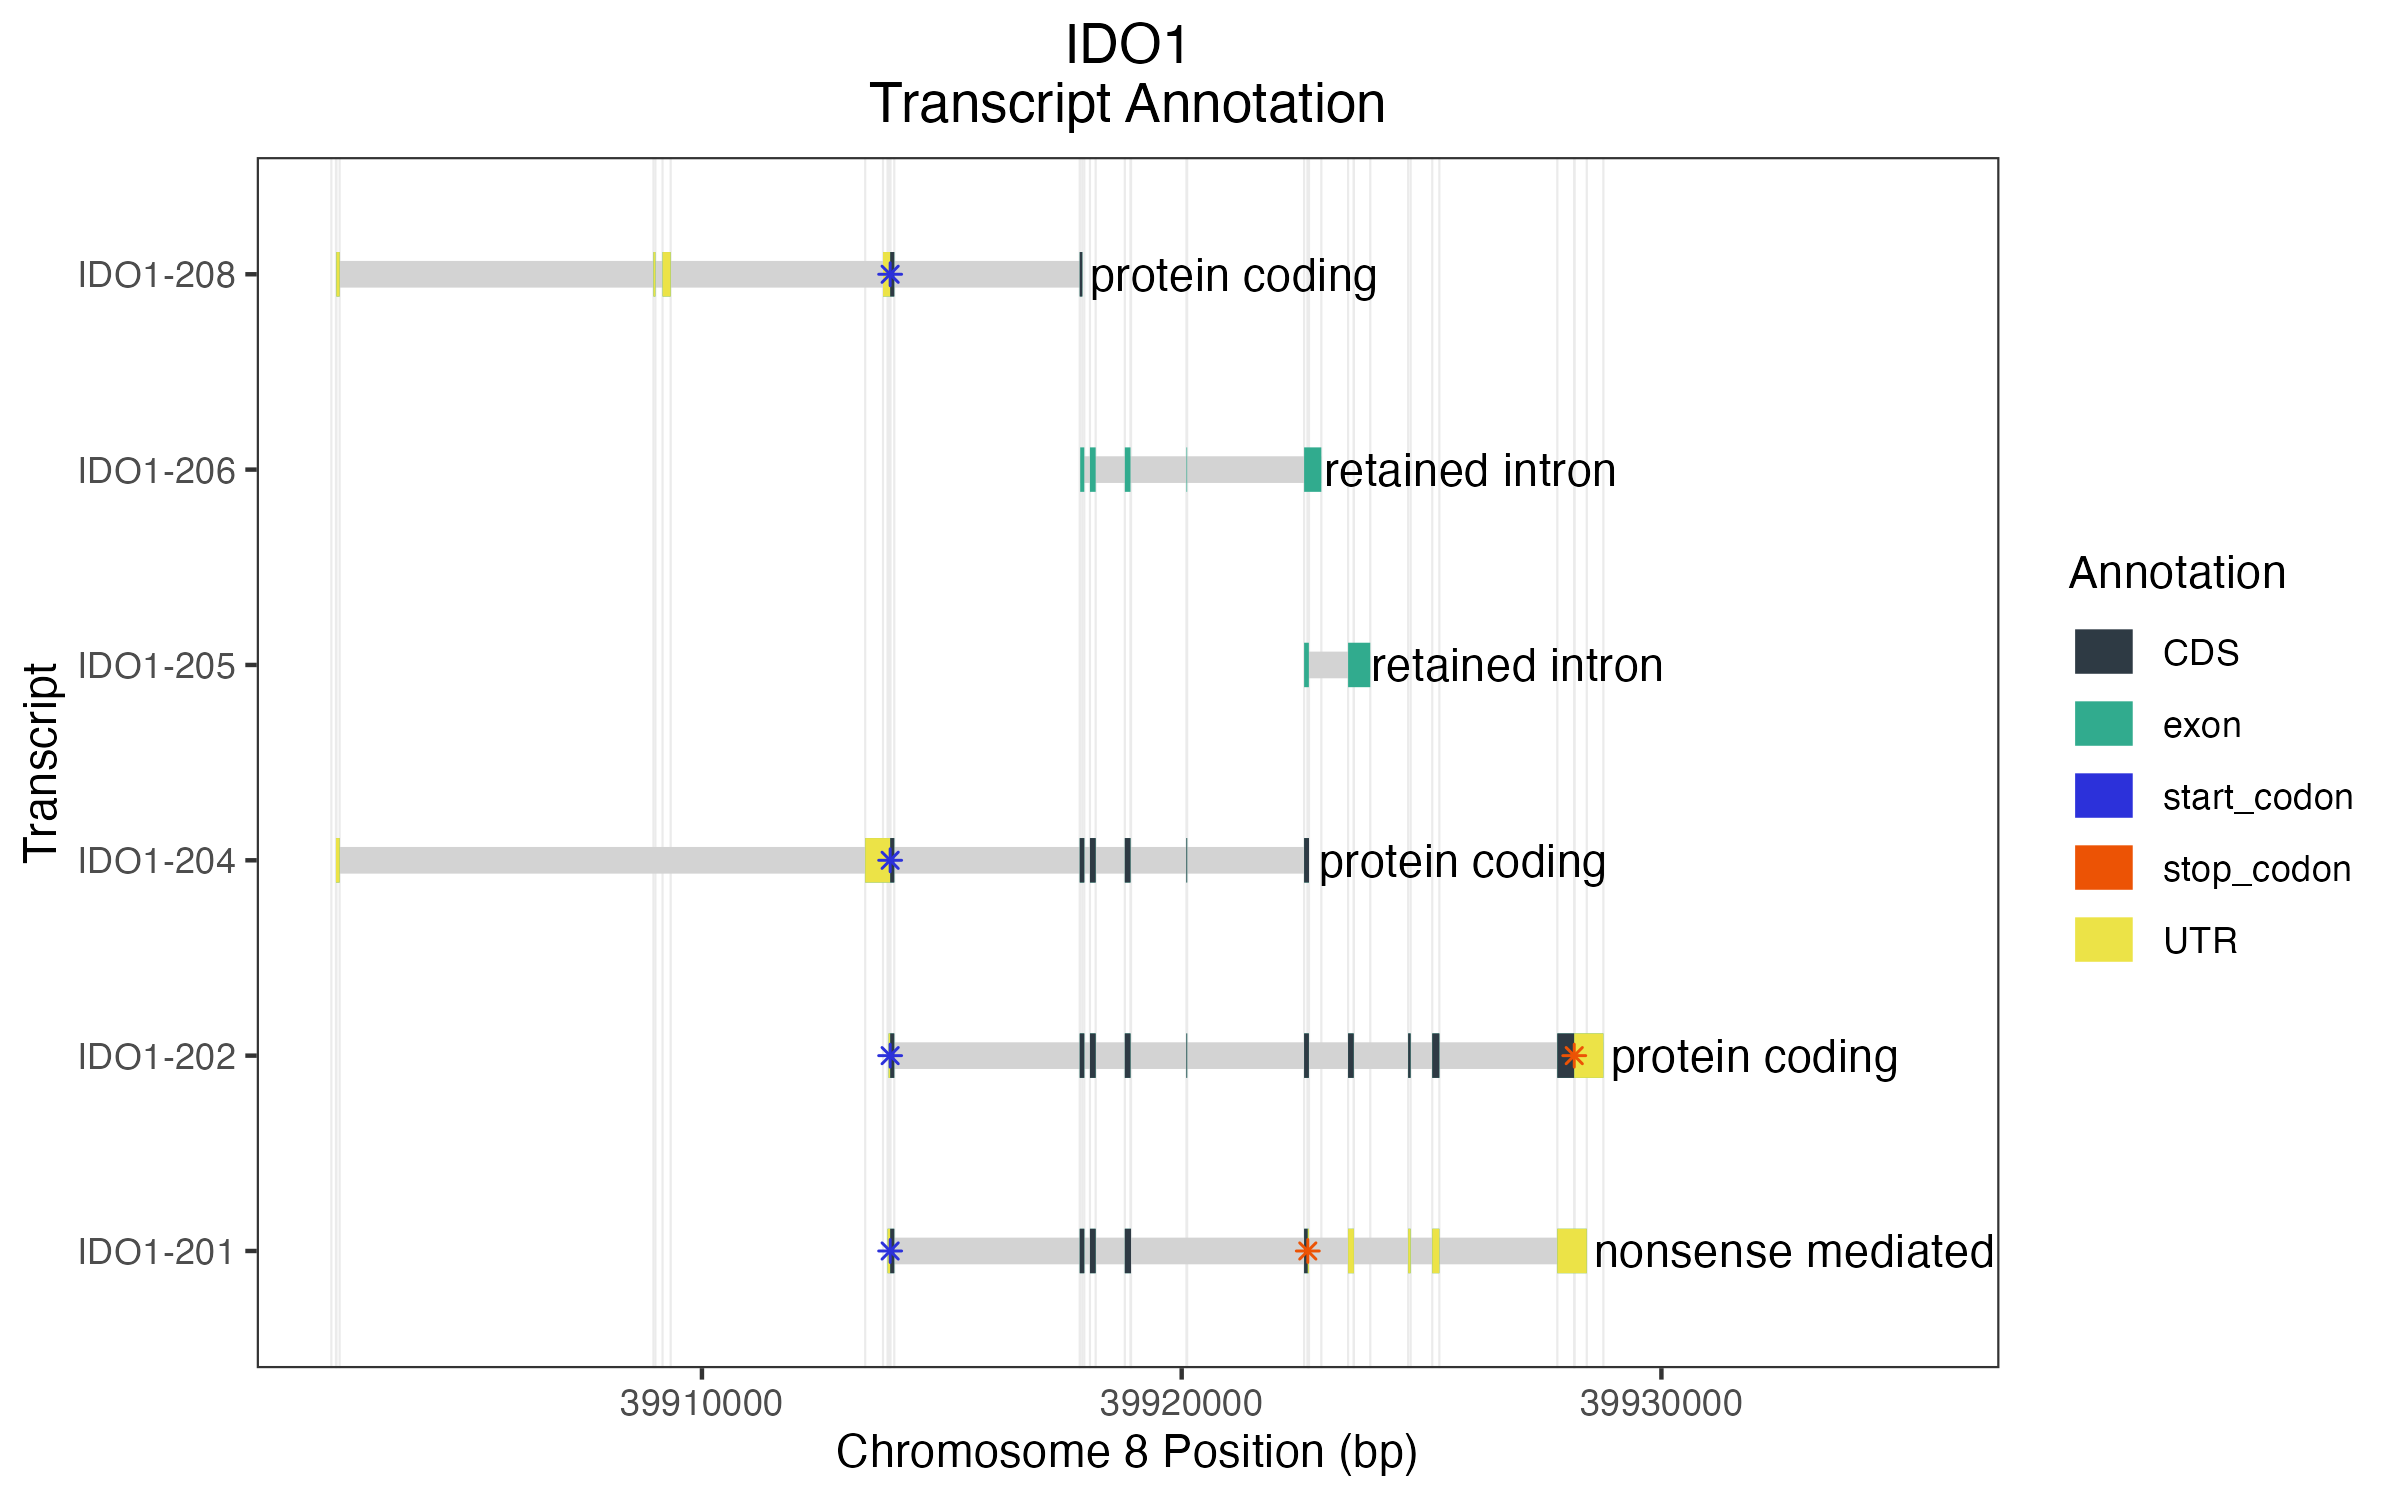 IDO1
Transcript Annotation
Transcript
IDO1-208
protein coding
IDO1-206
retained intron
IDO1-205
retained intron
IDO1-204
protein coding
IDO1-202
protein coding
IDO1-201
nonsense mediated
39910000
39920000
39930000
Chromosome 8 Position (bp)
Annotation
CDS
exon
start_codon
stop_codon
UTR